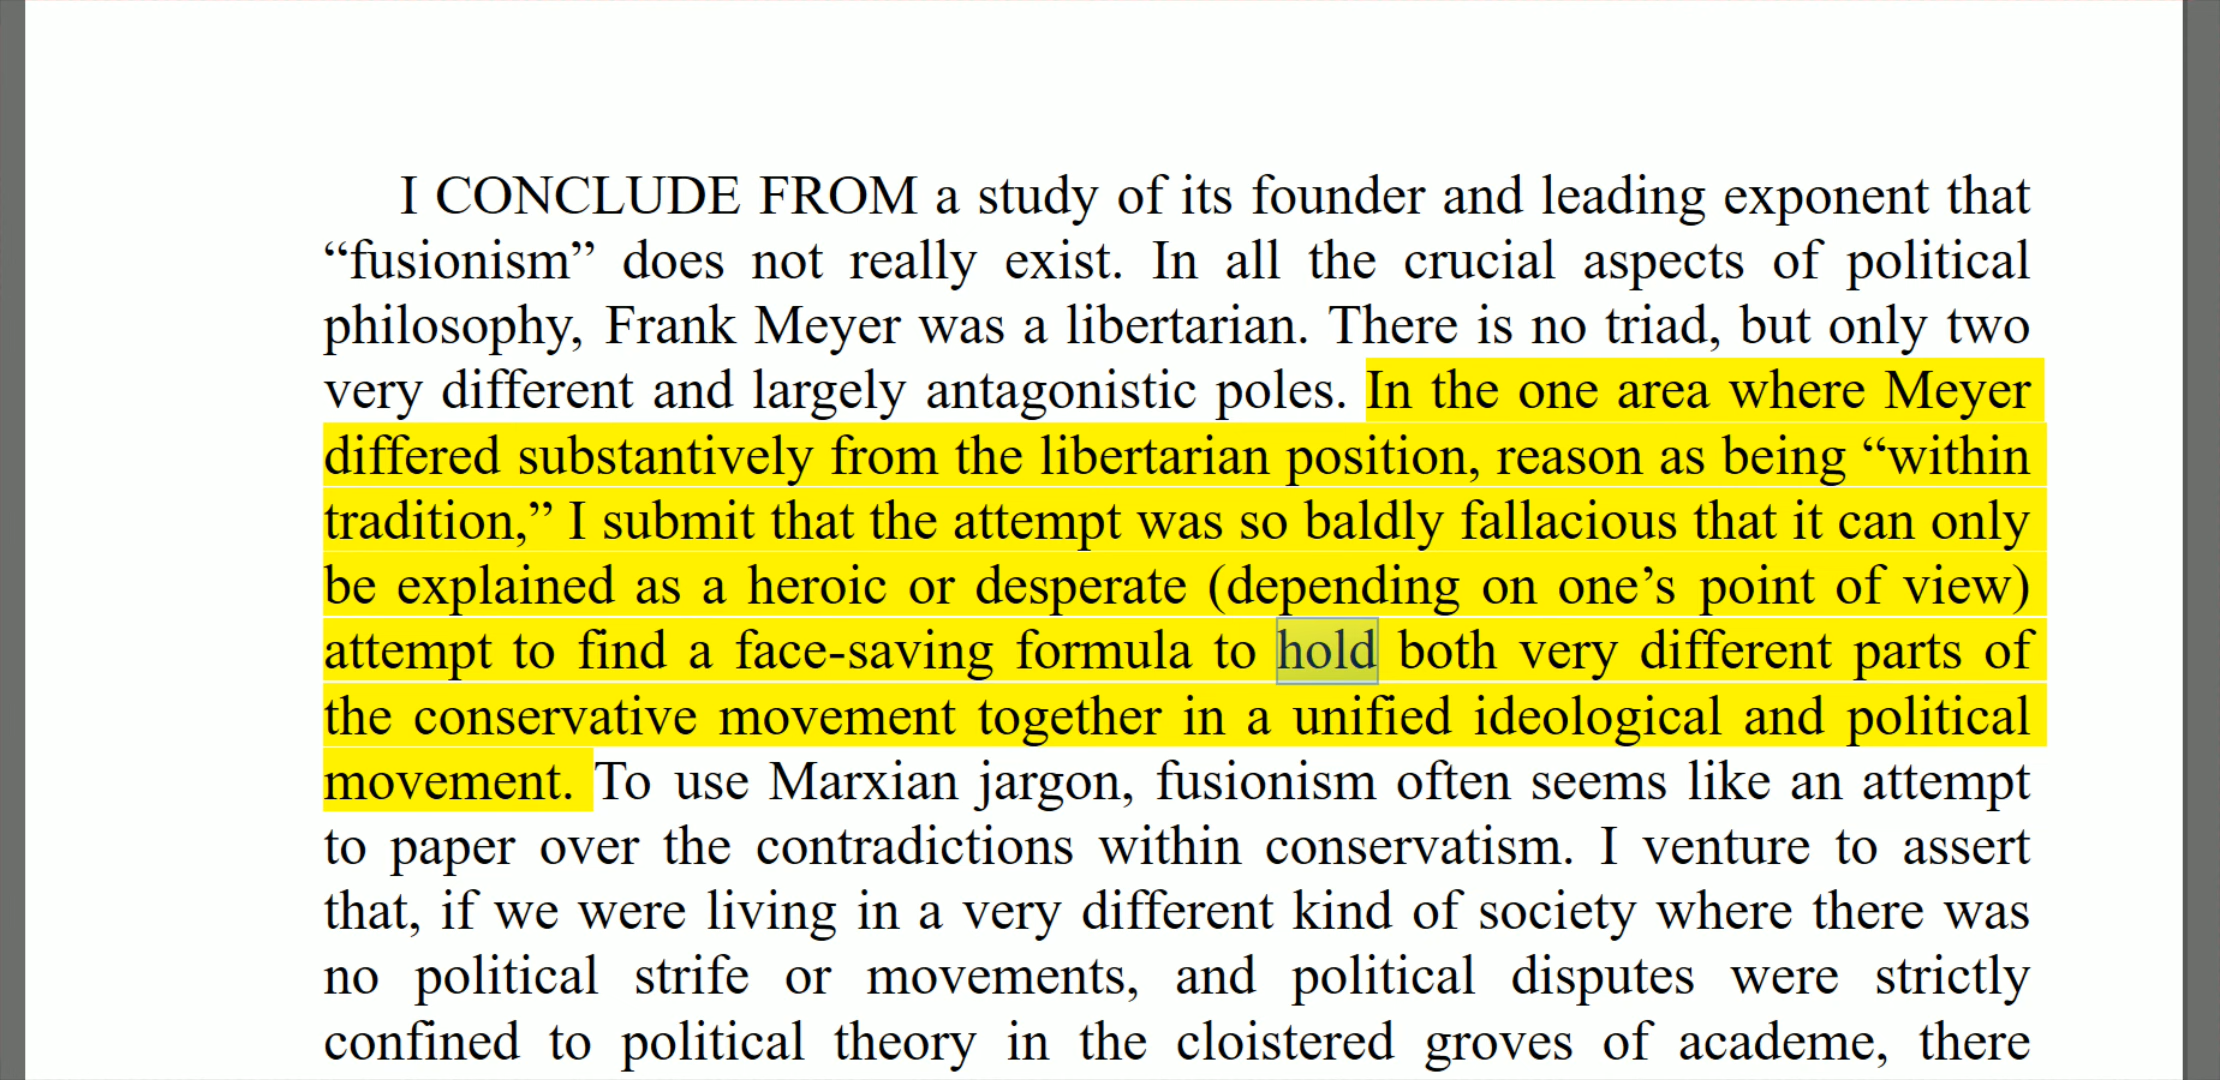 I CONCLUDE FROM a study of its founder and leading exponent that
“fusionism” does not really exist. In all the crucial aspects of political
philosophy, Frank Meyer was a libertarian. There is no triad, but only two
very different and largely antagonistic poles. In the one area where Meyer
differed substantively from the libertarian position, reason as being “within
tradition,” I submit that the attempt was so baldly fallacious that it can only
be explained as a heroic or desperate (depending on one’s point of view)
attempt to find a face-saving formula to hold both very different parts of
the conservative movement together in a unified ideological and political
movement. To use Marxian jargon, fusionism often seems like an attempt
to paper over the contradictions within conservatism. I venture to assert
that, if we were living in a very different kind of society where there was
no political strife or movements, and political disputes were strictly
confined to political theory in the cloistered groves of academe, there